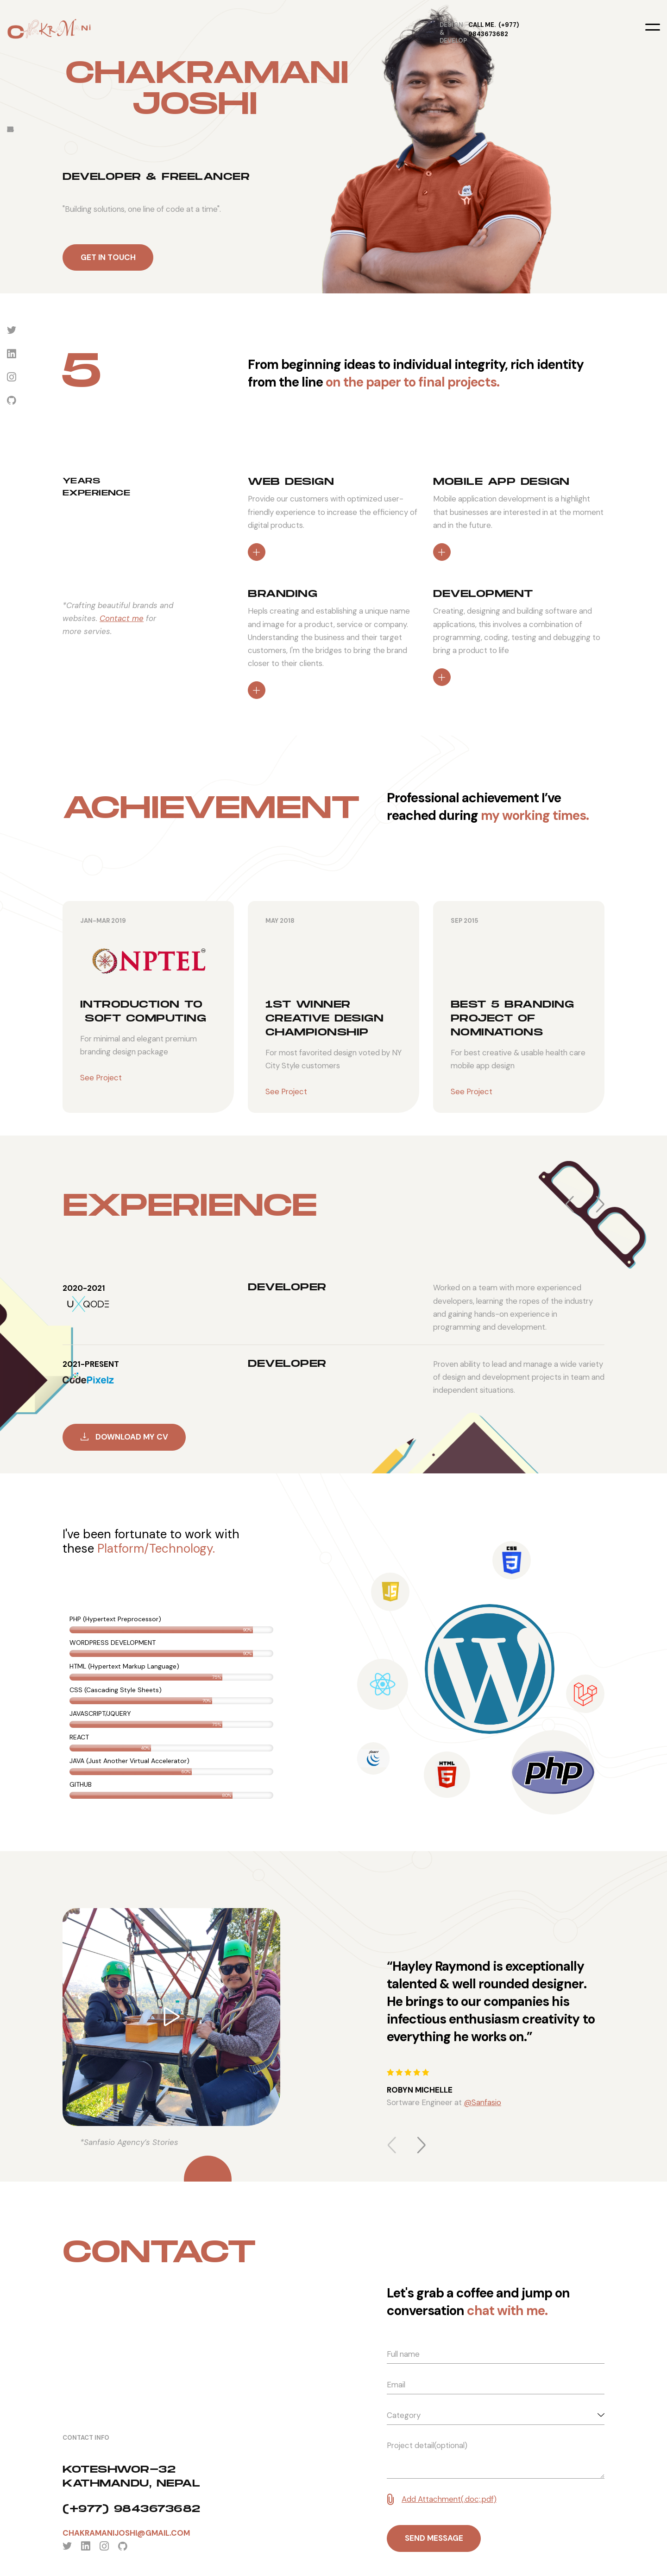 CHAKRAMANI
CALL ME. (+977)
9843673682
CHAKRAMANI
JOSHI
DEVELOPER & FREELANCER
"Building solutions, one line of code at a time".
GET IN TOUCH
5
From beginning ideas to individual integrity, rich identity
from the line on the paper to final projects.
YEARS
EXPERIENCE
*Crafting beautiful brands and
websites. Contact me for
more servies.
WEB DESIGN
Provide our customers with optimized user-
friendly experience to increase the efficiency of
digital products.
MOBILE APP DESIGN
Mobile application development is a highlight
that businesses are interested in at the moment
and in the future.
BRANDING
Hepls creating and establishing a unique name
and image for a product, service or company.
Understanding the business and their target
customers, I'm the bridges to bring the brand
closer to their clients.
DEVELOPMENT
Creating, designing and building software and
applications, this involves a combination of
programming, coding, testing and debugging to
bring a product to life
ACHIEVEMENT
Professional achievement I've
reached during my working times.
JAN-MAR 2019
NPTEL
INTRODUCTION TO
SOFT COMPUTING
For minimal and elegant premium
branding design package
See Project
MAY 2018
1ST WINNER
CREATIVE DESIGN
CHAMPIONSHIP
For most favorited design voted by NY
City Style customers
See Project
SEP 2015
BEST 5 BRANDING
PROJECT OF
NOMINATIONS
For best creative & usable health care
mobile app design
See Project
EXPERIENCE
2020-2021
UXQODE
DEVELOPER
Worked on a team with more experienced
developers, learning the ropes of the industry
and gaining hands-on experience in
programming and development.
2021-PRESENT
CodePixelz
DEVELOPER
Proven ability to lead and manage a wide variety
of design and development projects in team and
independent situations.
DOWNLOAD MY CV
I've been fortunate to work with
these Platform/Technology.
PHP (Hypertext Preprocessor)
90%
WORDPRESS DEVELOPMENT
90%
HTML (Hypertext Markup Language)
75%
CSS (Cascading Style Sheets)
70%
JAVASCRIPT/JQUERY
75%
REACT
40%
JAVA (Just Another Virtual Accelerator)
60%
GITHUB
80%
CSS
3
JS
W
HTML
5
php
"Hayley Raymond is exceptionally
talented & well rounded designer.
He brings to our companies his
infectious enthusiasm creativity to
everything he works on."
ROBYN MICHELLE
Sortware Engineer at @Sanfasio
*Sanfasio Agency's Stories
CONTACT
Let's grab a coffee and jump on
conversation chat with me.
Full name
Email
Category
Project detail(optional)
Add Attachment(.doc;.pdf)
SEND MESSAGE
CONTACT INFO
KOTESHWOR-32
KATHMANDU, NEPAL
(+977) 9843673682
CHAKRAMANIJOSHI@GMAIL.COM